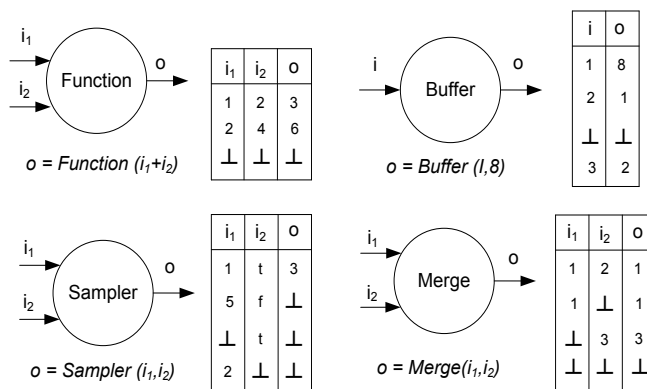 i₁
i₂
Function
o
i₁ i₂ o
1 2 3
2 4 6
⊥ ⊥ ⊥
o = Function (i₁+i₂)
i
Buffer
o
i o
1 8
2 1
⊥ ⊥
3 2
o = Buffer (I,8)
i₁
i₂
Sampler
o
i₁ i₂ o
1 t 3
5 f ⊥
⊥ t ⊥
2 ⊥ ⊥
o = Sampler (i₁,i₂)
i₁
i₂
Merge
o
i₁ i₂ o
1 2 1
1 ⊥ 1
⊥ 3 3
⊥ ⊥ ⊥
o = Merge(i₁,i₂)